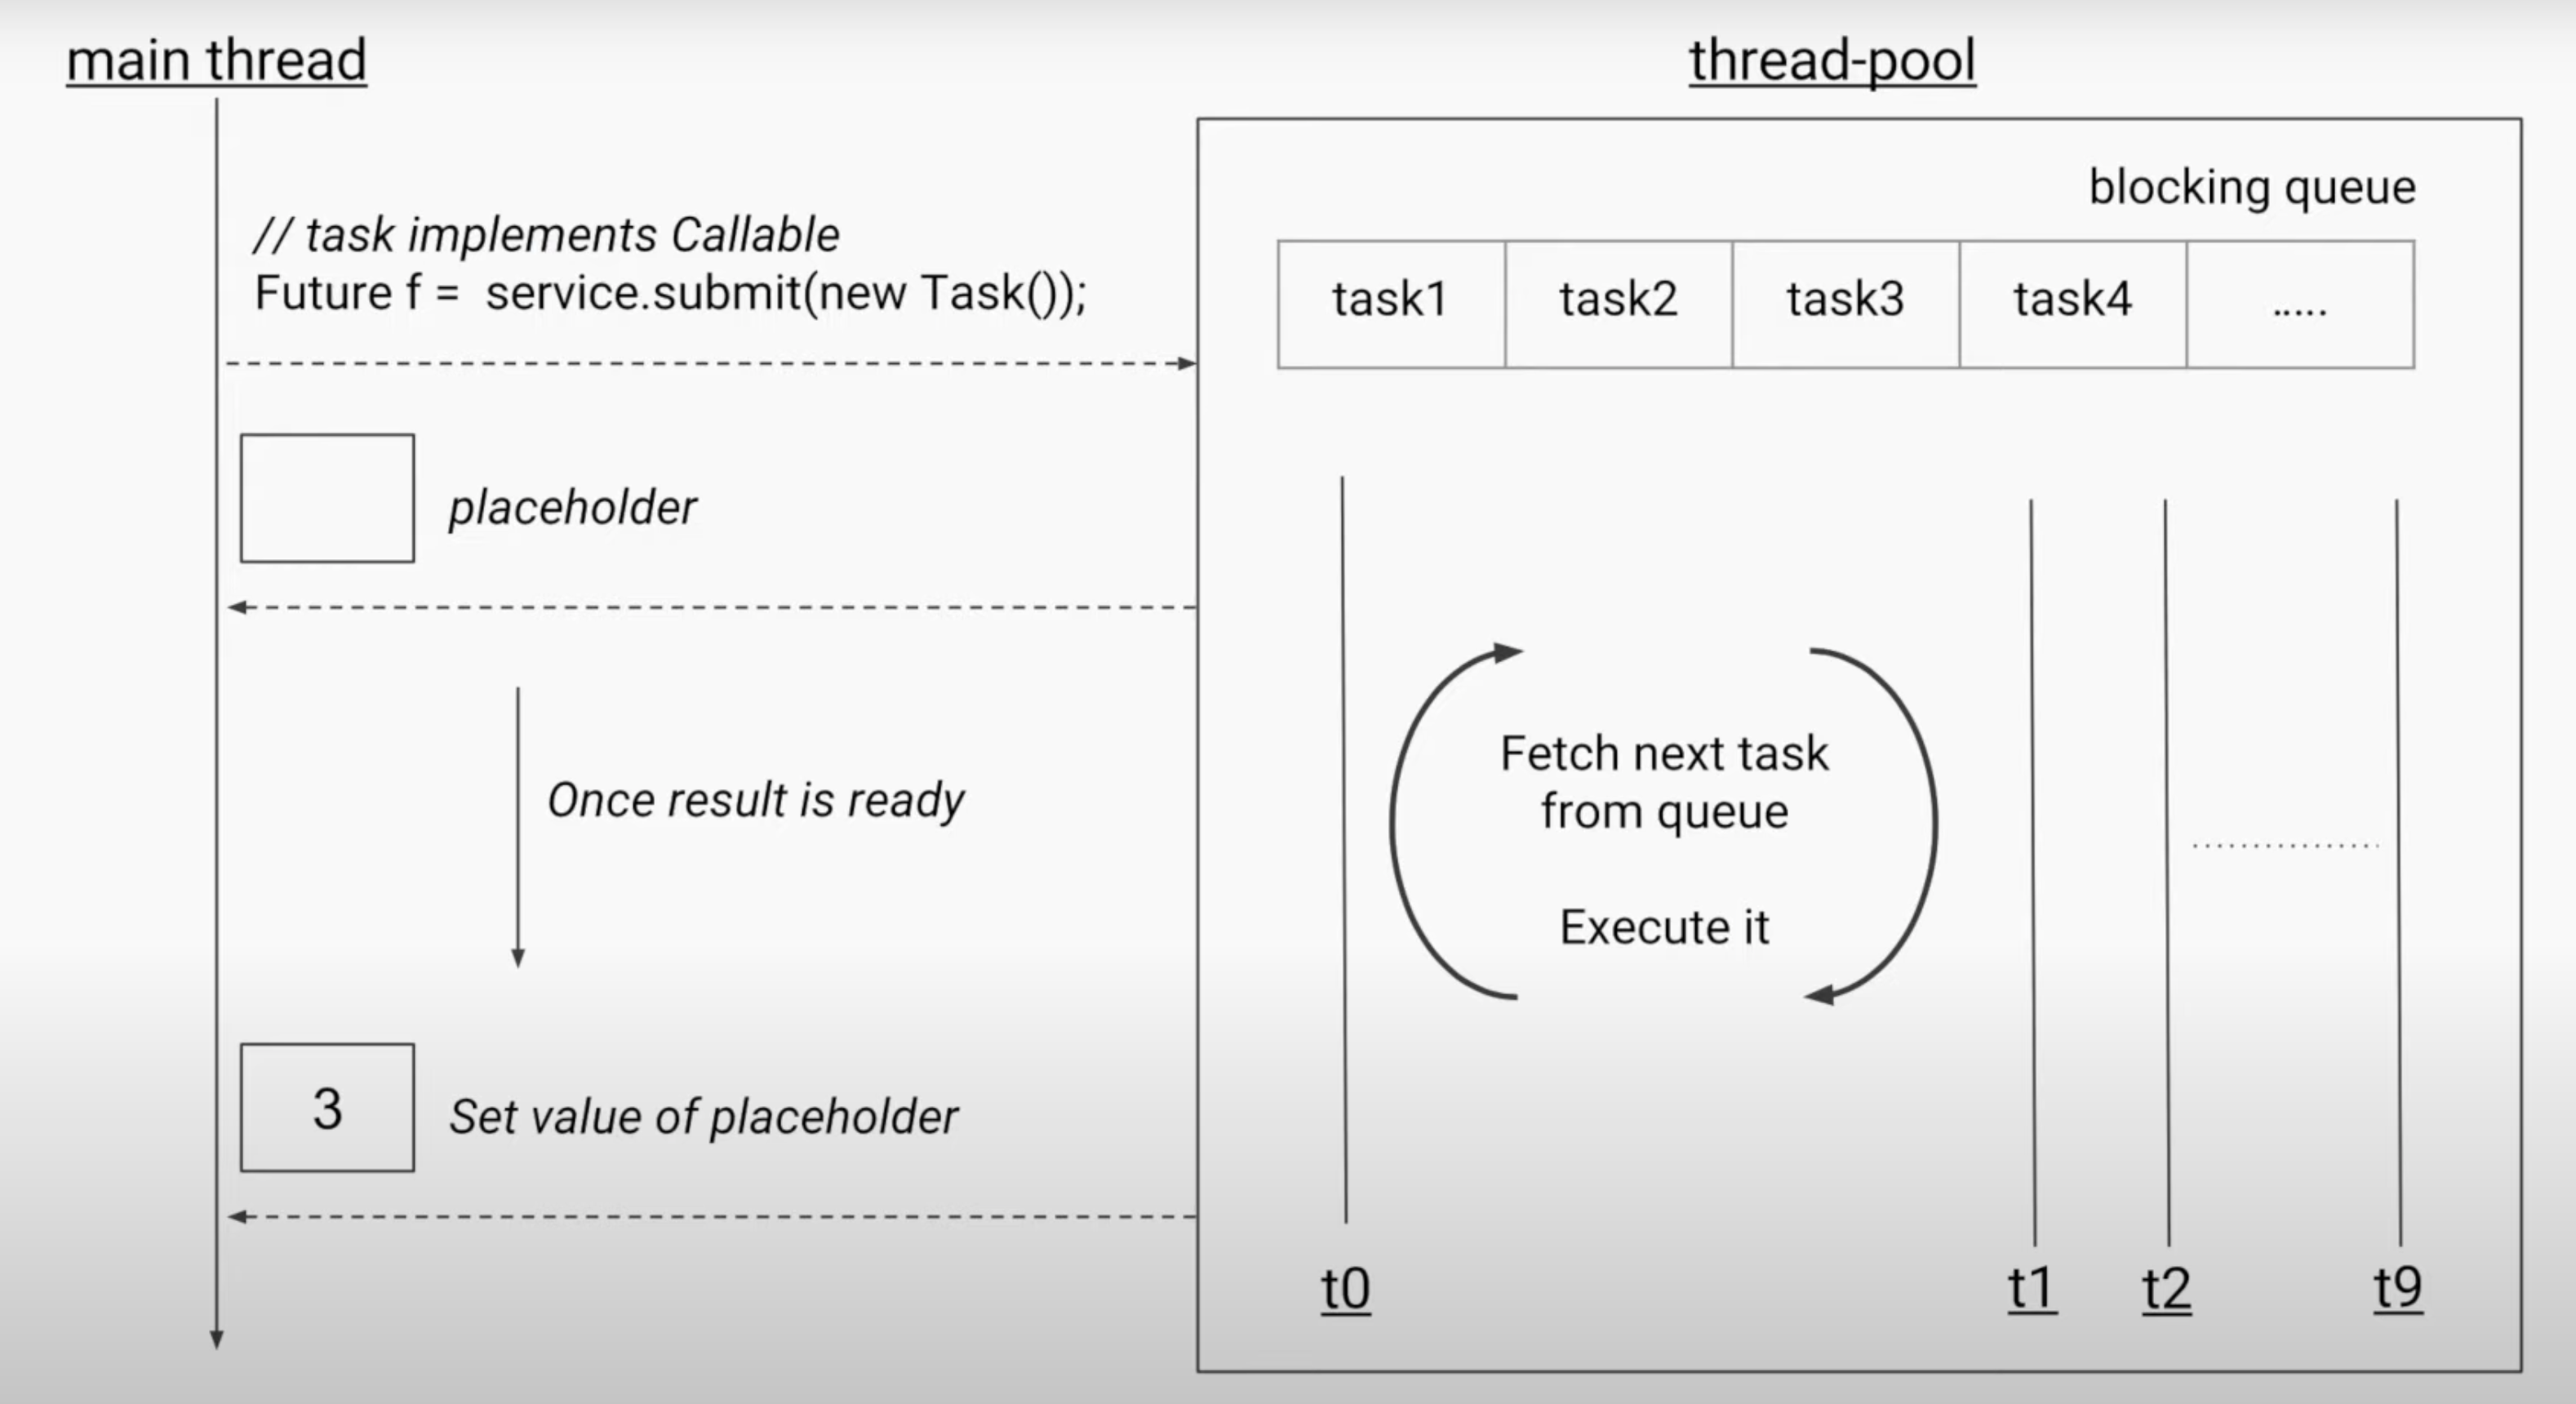 main thread
// task implements Callable
Future f = service.submit(new Task());
placeholder
Once result is ready
3
Set value of placeholder
thread-pool
blocking queue
task1 task2 task3 task4 .....
Fetch next task
from queue
Execute it
t0 t1 t2 t9